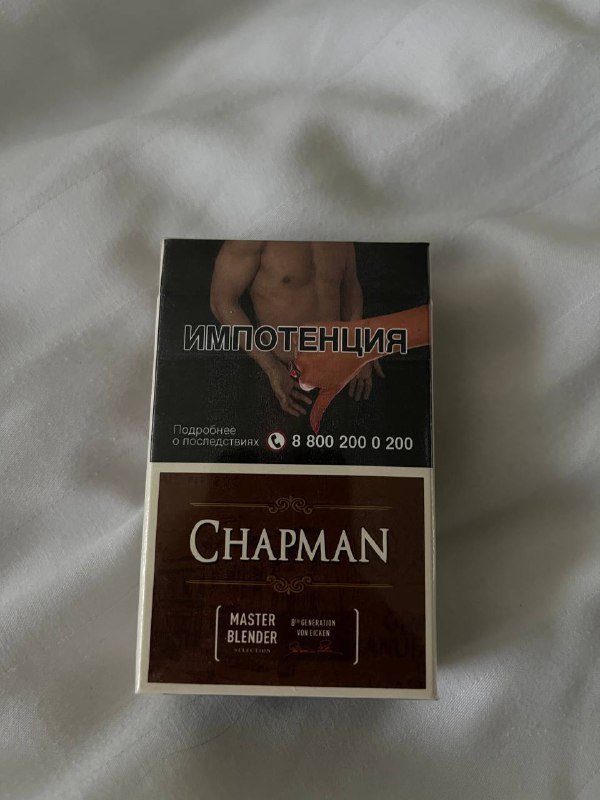 ИМПОТЕНЦИЯ
Подробнее
о последствиях 8 800 200 0 200
CHAPMAN
MASTER BLENDER
SELECTION
8TH GENERATION
VON EICKEN